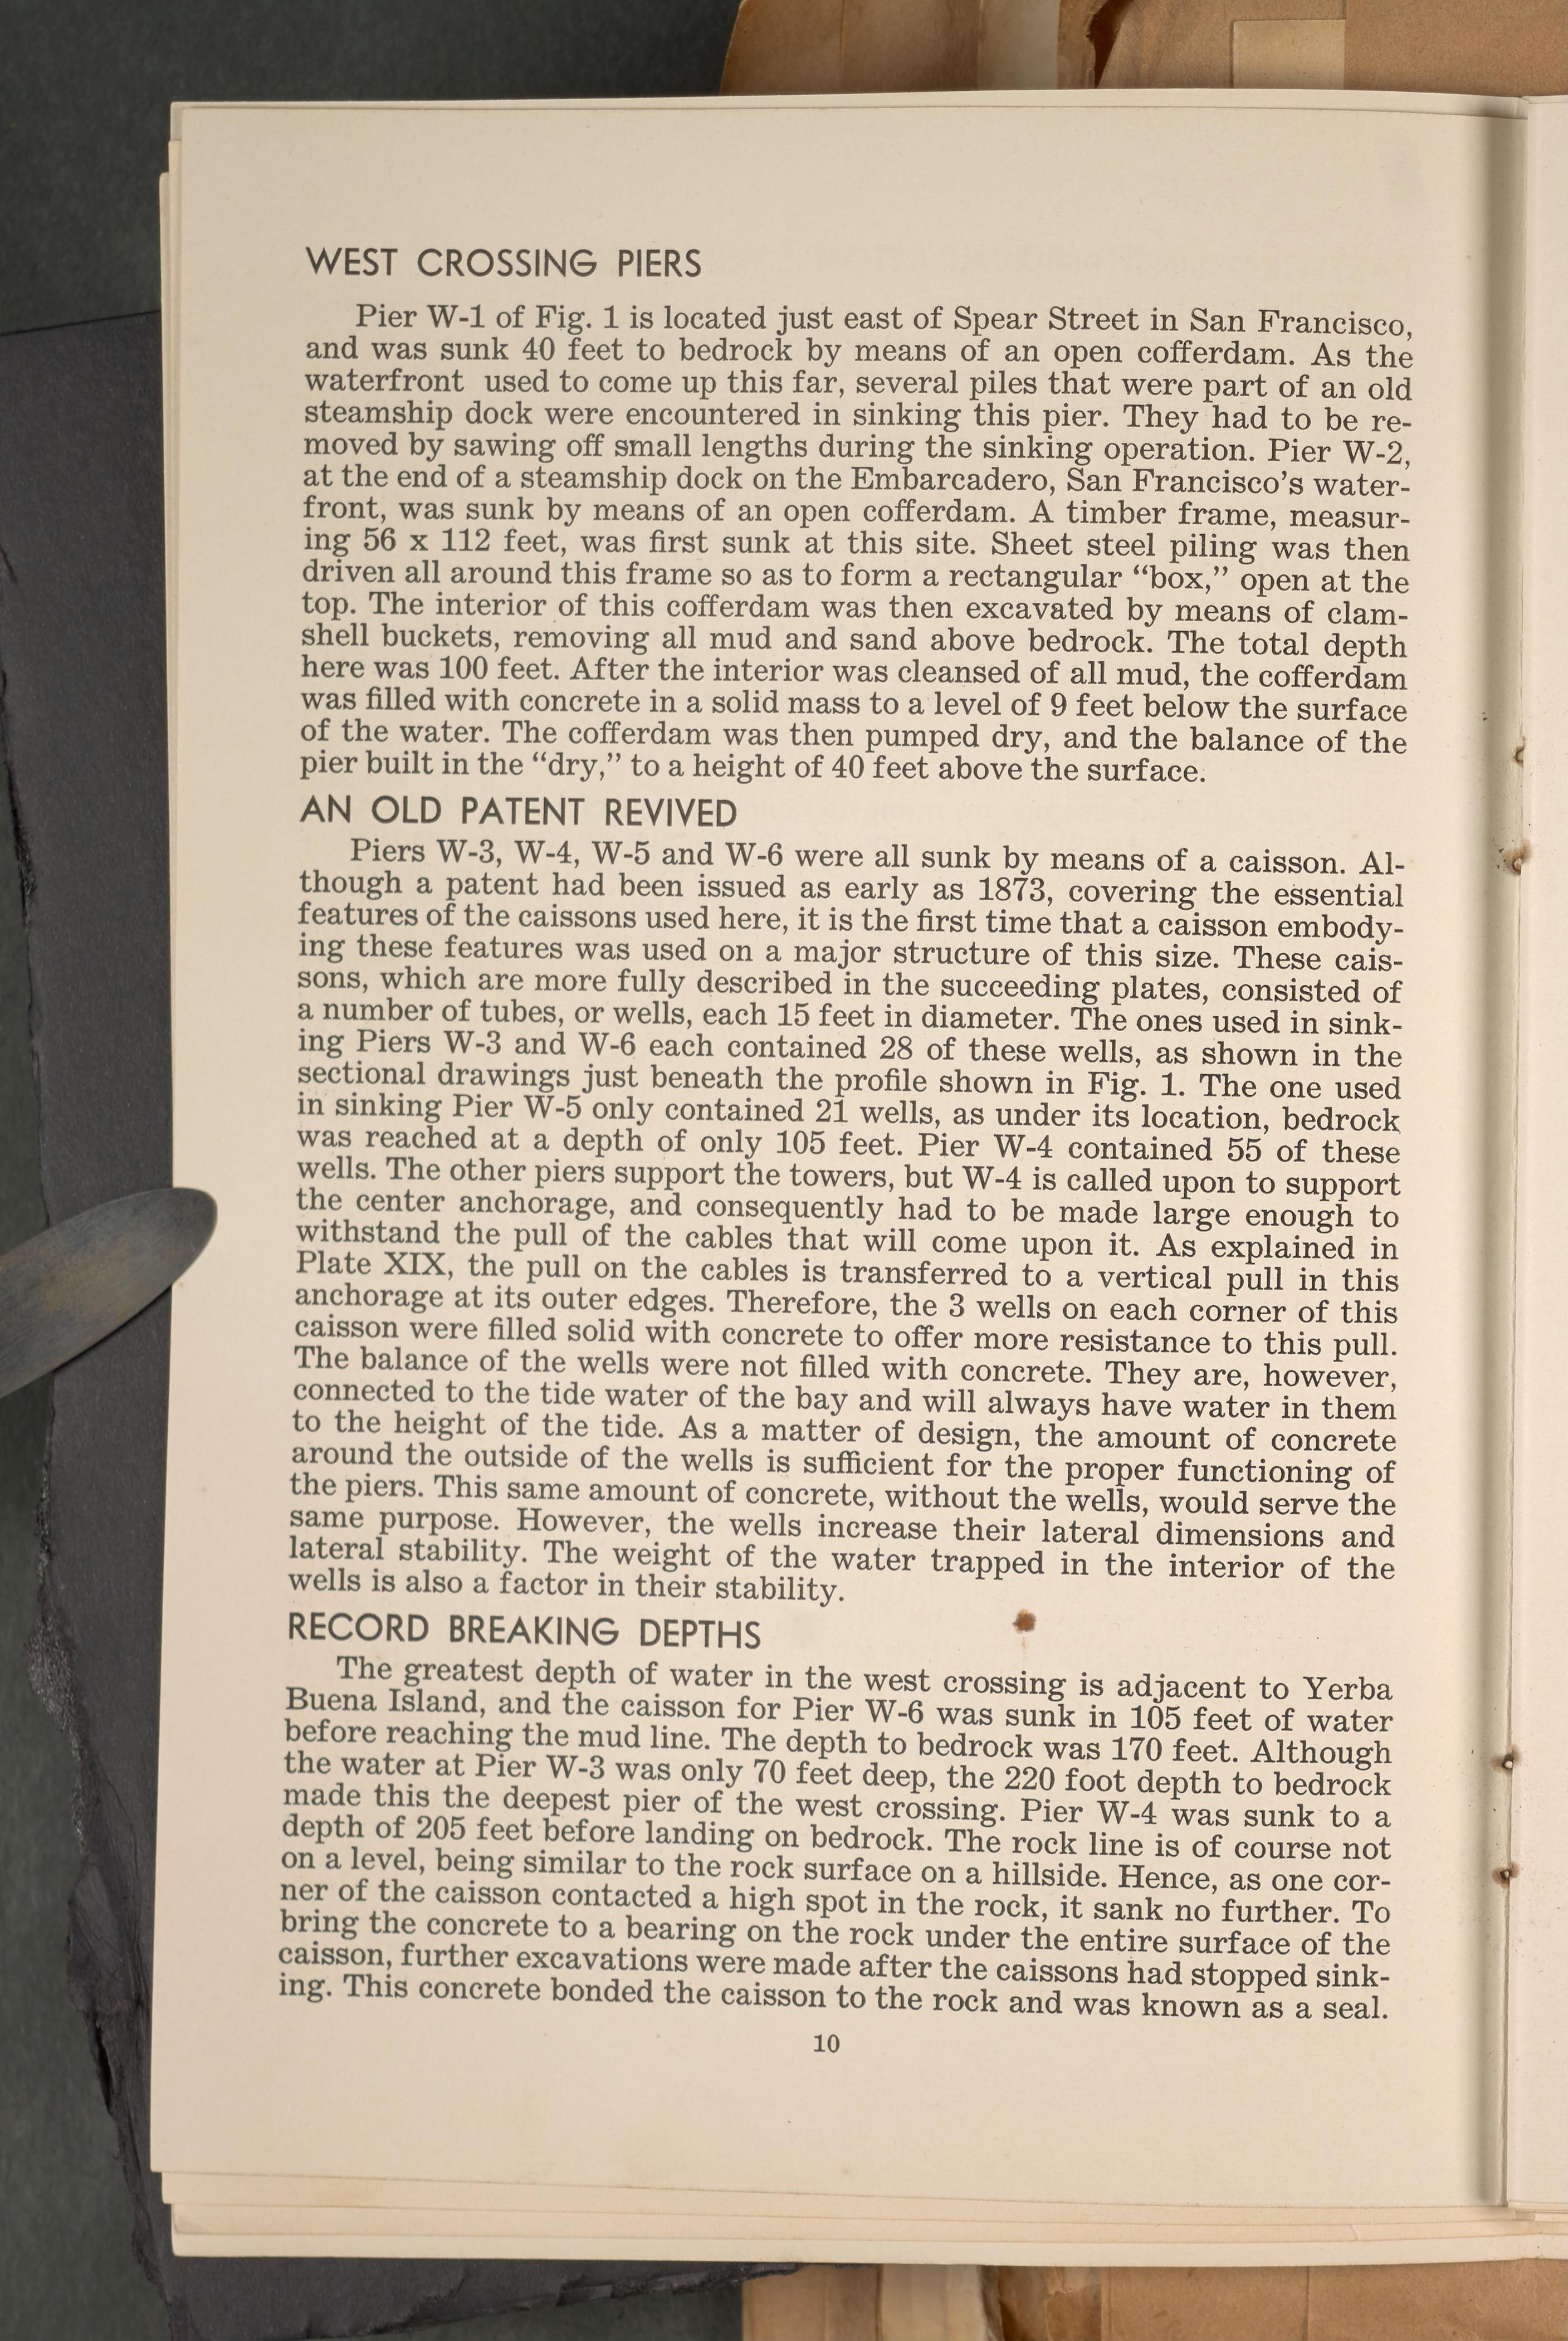 WEST CROSSING PIERS
Pier W-1 of Fig. 1 is located just east of Spear Street in San Francisco,
and was sunk 40 feet to bedrock by means of an open cofferdam. As the
waterfront used to come up this far, several piles that were part of an old
steamship dock were encountered in sinking this pier. They had to be re-
moved by sawing off small lengths during the sinking operation. Pier W-2,
at the end of a steamship dock on the Embarcadero, San Francisco's water-
front, was sunk by means of an open cofferdam. A timber frame, measur-
ing 56 x 112 feet, was first sunk at this site. Sheet steel piling was then
driven all around this frame so as to form a rectangular “box,” open at the
top. The interior of this cofferdam was then excavated by means of clam-
shell buckets, removing all mud and sand above bedrock. The total depth
here was 100 feet. After the interior was cleansed of all mud, the cofferdam
was filled with concrete in a solid mass to a level of 9 feet below the surface
of the water. The cofferdam was then pumped dry, and the balance of the
pier built in the “dry,” to a height of 40 feet above the surface.
AN OLD PATENT REVIVED
Piers W-3, W-4, W-5 and W-6 were all sunk by means of a caisson. Al-
though a patent had been issued as early as 1873, covering the essential
features of the caissons used here, it is the first time that a caisson embody-
ing these features was used on a major structure of this size. These cais-
sons, which are more fully described in the succeeding plates, consisted of
a number of tubes, or wells, each 15 feet in diameter. The ones used in sink-
ing Piers W-3 and W-6 each contained 28 of these wells, as shown in the
sectional drawings just beneath the profile shown in Fig. 1. The one used
in sinking Pier W-5 only contained 21 wells, as under its location, bedrock
was reached at a depth of only 105 feet. Pier W-4 contained 55 of these
wells. The other piers support the towers, but W-4 is called upon to support
the center anchorage, and consequently had to be made large enough to
withstand the pull of the cables that will come upon it. As explained in
Plate XIX, the pull on the cables is transferred to a vertical pull in this
anchorage at its outer edges. Therefore, the 3 wells on each corner of this
caisson were filled solid with concrete to offer more resistance to this pull.
The balance of the wells were not filled with concrete. They are, however,
connected to the tide water of the bay and will always have water in them
to the height of the tide. As a matter of design, the amount of concrete
around the outside of the wells is sufficient for the proper functioning of
the piers. This same amount of concrete, without the wells, would serve the
same purpose. However, the wells increase their lateral dimensions and
lateral stability. The weight of the water trapped in the interior of the
wells is also a factor in their stability.
RECORD BREAKING DEPTHS
The greatest depth of water in the west crossing is adjacent to Yerba
Buena Island, and the caisson for Pier W-6 was sunk in 105 feet of water
before reaching the mud line. The depth to bedrock was 170 feet. Although
the water at Pier W-3 was only 70 feet deep, the 220 foot depth to bedrock
made this the deepest pier of the west crossing. Pier W-4 was sunk to a
depth of 205 feet before landing on bedrock. The rock line is of course not
on a level, being similar to the rock surface on a hillside. Hence, as one cor-
ner of the caisson contacted a high spot in the rock, it sank no further. To
bring the concrete to a bearing on the rock under the entire surface of the
caisson, further excavations were made after the caissons had stopped sink-
ing. This concrete bonded the caisson to the rock and was known as a seal.
10